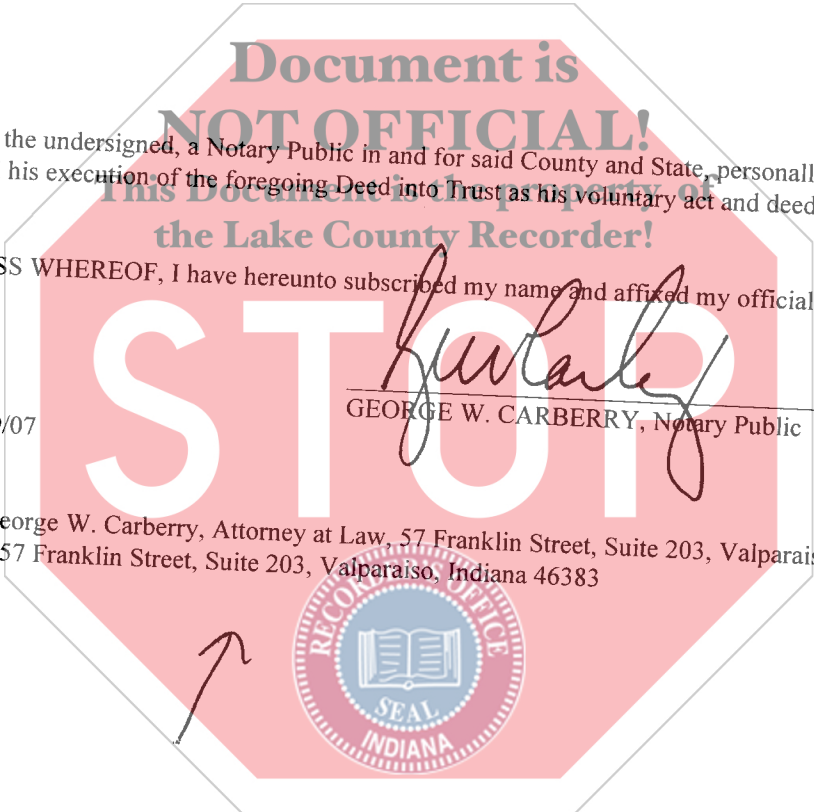 Document is
NOT OFFICIAL!
the undersigned, a Notary Public in and for said County and State, personall
This Document is the property of
his execution of the foregoing Deed into Trust as his voluntary act and deed
the Lake County Recorder!
SS WHEREOF, I have hereunto subscribed my name and affixed my official
STOP
GEORGE W. CARBERRY, Notary Public
/07
eorge W. Carberry, Attorney at Law, 57 Franklin Street, Suite 203, Valparais
57 Franklin Street, Suite 203, Valparaiso, Indiana 46383
RECORDER'S OFFICE
SEAL
INDIANA